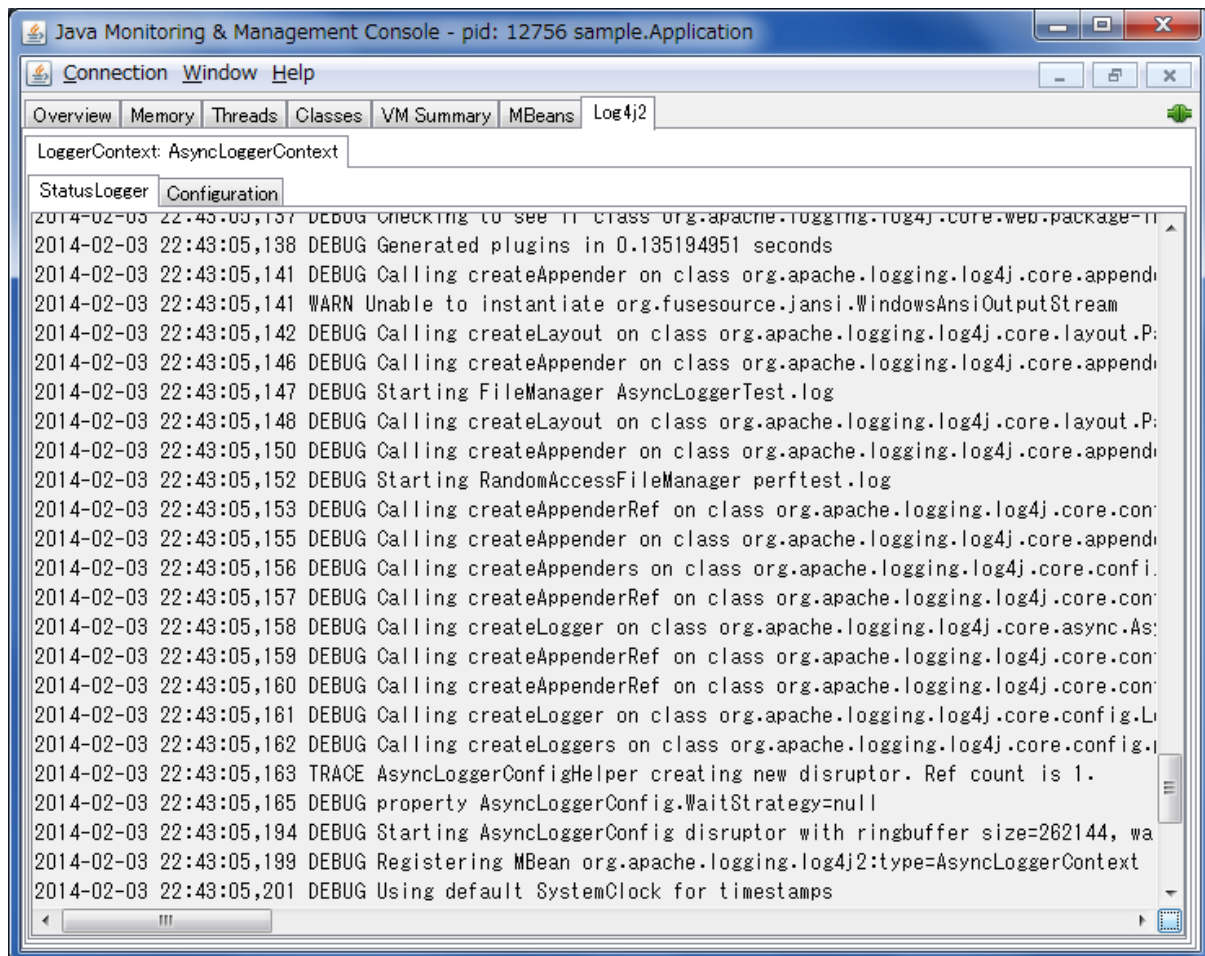 Java Monitoring & Management Console - pid: 12756 sample.Application
Connection Window Help
Overview Memory Threads Classes VM Summary MBeans Log4j2
LoggerContext: AsyncLoggerContext
StatusLogger Configuration
2014-02-03 22:43:05,137 DEBUG Checking to see if class org.apache.logging.log4j.core.web.package-i
2014-02-03 22:43:05,138 DEBUG Generated plugins in 0.135194951 seconds
2014-02-03 22:43:05,141 DEBUG Calling createAppender on class org.apache.logging.log4j.core.append
2014-02-03 22:43:05,141 WARN Unable to instantiate org.fusesource.jansi.WindowsAnsiOutputStream
2014-02-03 22:43:05,142 DEBUG Calling createLayout on class org.apache.logging.log4j.core.layout.P
2014-02-03 22:43:05,146 DEBUG Calling createAppender on class org.apache.logging.log4j.core.append
2014-02-03 22:43:05,147 DEBUG Starting FileManager AsyncLoggerTest.log
2014-02-03 22:43:05,148 DEBUG Calling createLayout on class org.apache.logging.log4j.core.layout.P
2014-02-03 22:43:05,150 DEBUG Calling createAppender on class org.apache.logging.log4j.core.append
2014-02-03 22:43:05,152 DEBUG Starting RandomAccessFileManager perftest.log
2014-02-03 22:43:05,153 DEBUG Calling createAppenderRef on class org.apache.logging.log4j.core.con
2014-02-03 22:43:05,155 DEBUG Calling createAppender on class org.apache.logging.log4j.core.append
2014-02-03 22:43:05,156 DEBUG Calling createAppenders on class org.apache.logging.log4j.core.confi
2014-02-03 22:43:05,157 DEBUG Calling createAppenderRef on class org.apache.logging.log4j.core.con
2014-02-03 22:43:05,158 DEBUG Calling createLogger on class org.apache.logging.log4j.core.async.As
2014-02-03 22:43:05,159 DEBUG Calling createAppenderRef on class org.apache.logging.log4j.core.con
2014-02-03 22:43:05,160 DEBUG Calling createAppenderRef on class org.apache.logging.log4j.core.con
2014-02-03 22:43:05,161 DEBUG Calling createLogger on class org.apache.logging.log4j.core.config.L
2014-02-03 22:43:05,162 DEBUG Calling createLoggers on class org.apache.logging.log4j.core.config.
2014-02-03 22:43:05,163 TRACE AsyncLoggerConfigHelper creating new disruptor. Ref count is 1.
2014-02-03 22:43:05,165 DEBUG property AsyncLoggerConfig.WaitStrategy=null
2014-02-03 22:43:05,194 DEBUG Starting AsyncLoggerConfig disruptor with ringbuffer size=262144, wa
2014-02-03 22:43:05,199 DEBUG Registering MBean org.apache.logging.log4j2:type=AsyncLoggerContext
2014-02-03 22:43:05,201 DEBUG Using default SystemClock for timestamps